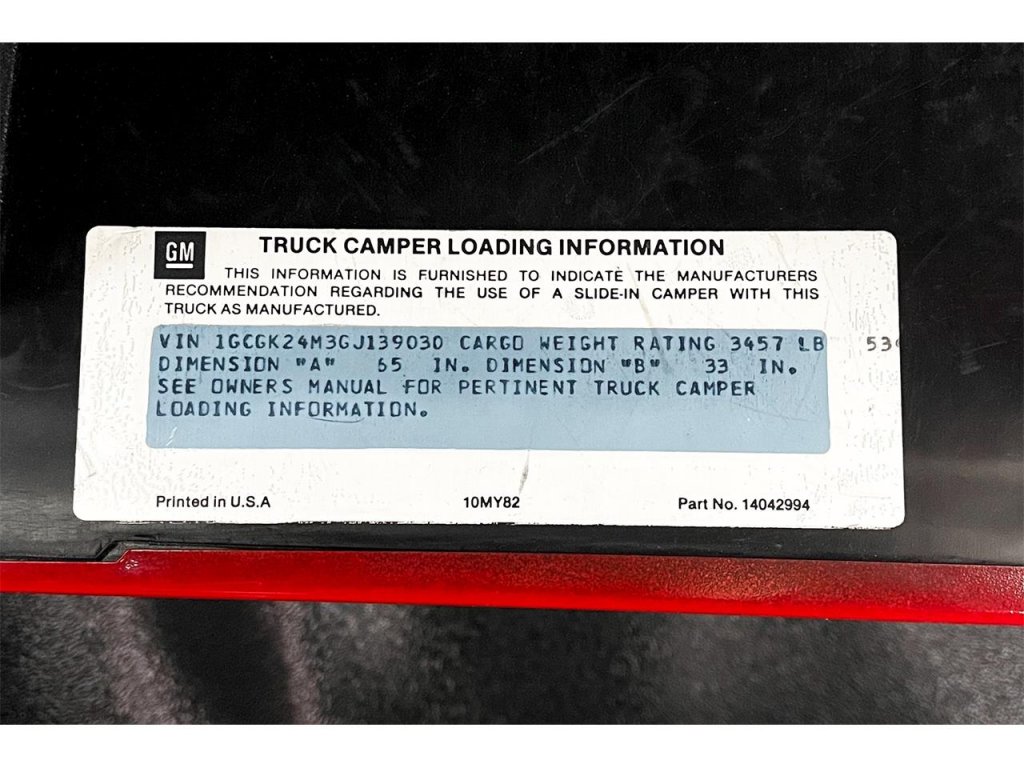 GM TRUCK CAMPER LOADING INFORMATION
THIS INFORMATION IS FURNISHED TO INDICATE THE MANUFACTURERS
RECOMMENDATION REGARDING THE USE OF A SLIDE-IN CAMPER WITH THIS
TRUCK AS MANUFACTURED.
VIN 1GCGK24M3GJ139030 CARGO WEIGHT RATING 3457 LB 53
DIMENSION "A" 65 IN. DIMENSION "B" 33 IN.
SEE OWNERS MANUAL FOR PERTINENT TRUCK CAMPER
LOADING INFORMATION.
Printed in U.S.A 10MY82 Part No. 14042994